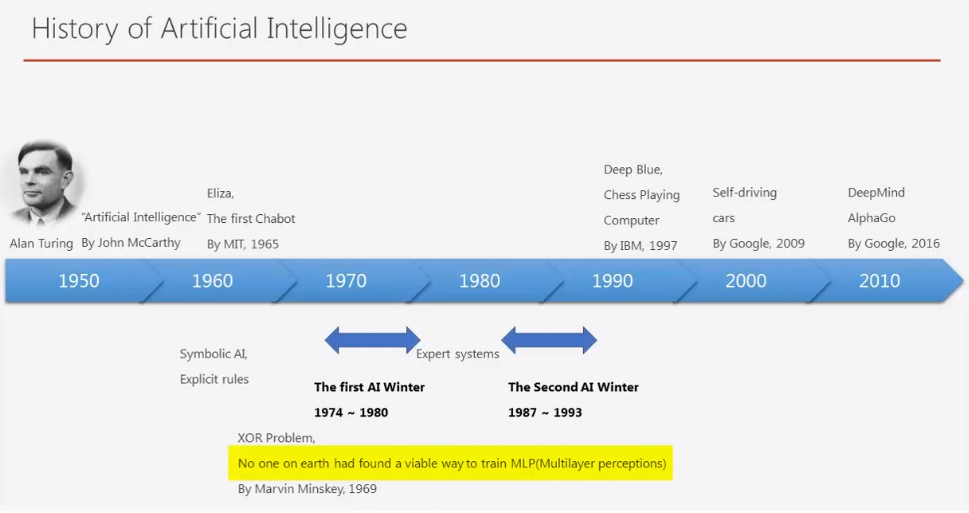 History of Artificial Intelligence
Alan Turing
"Artificial Intelligence"
By John McCarthy
Eliza,
The first Chabot
By MIT, 1965
Deep Blue,
Chess Playing
Computer
By IBM, 1997
Self-driving
cars
By Google, 2009
DeepMind
AlphaGo
By Google, 2016
1950 1960 1970 1980 1990 2000 2010
Symbolic AI,
Explicit rules
The first AI Winter
1974 ~ 1980
Expert systems
The Second AI Winter
1987 ~ 1993
XOR Problem,
No one on earth had found a viable way to train MLP(Multilayer perceptions)
By Marvin Minskey, 1969